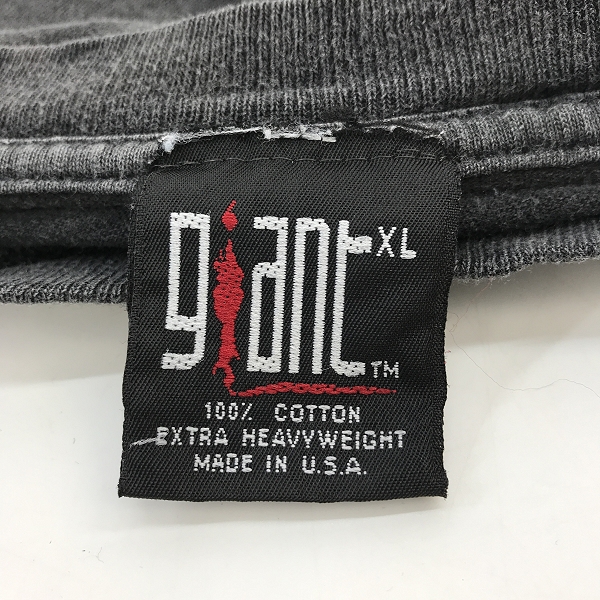 giant XL
TM
100% COTTON
EXTRA HEAVYWEIGHT
MADE IN U.S.A.